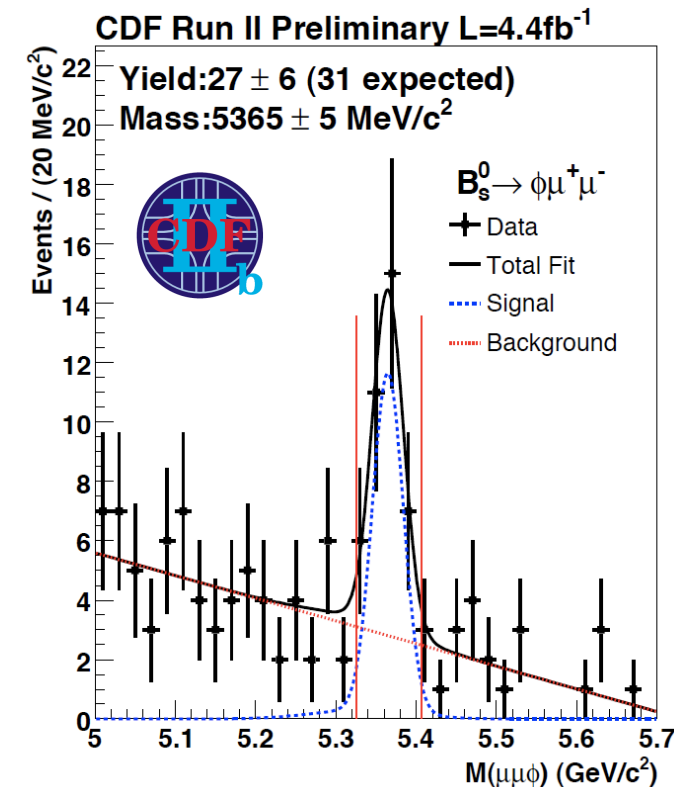 CDF Run II Preliminary L=4.4fb⁻¹
Yield:27 ± 6 (31 expected)
Mass:5365 ± 5 MeV/c²
B⁰ₛ→ φμ⁺μ⁻
Data
Total Fit
Signal
Background
CDF
II
b
Events / (20 MeV/c²)
22
20
18
16
14
12
10
8
6
4
2
0
5 5.1 5.2 5.3 5.4 5.5 5.6 5.7
M(μμφ) (GeV/c²)